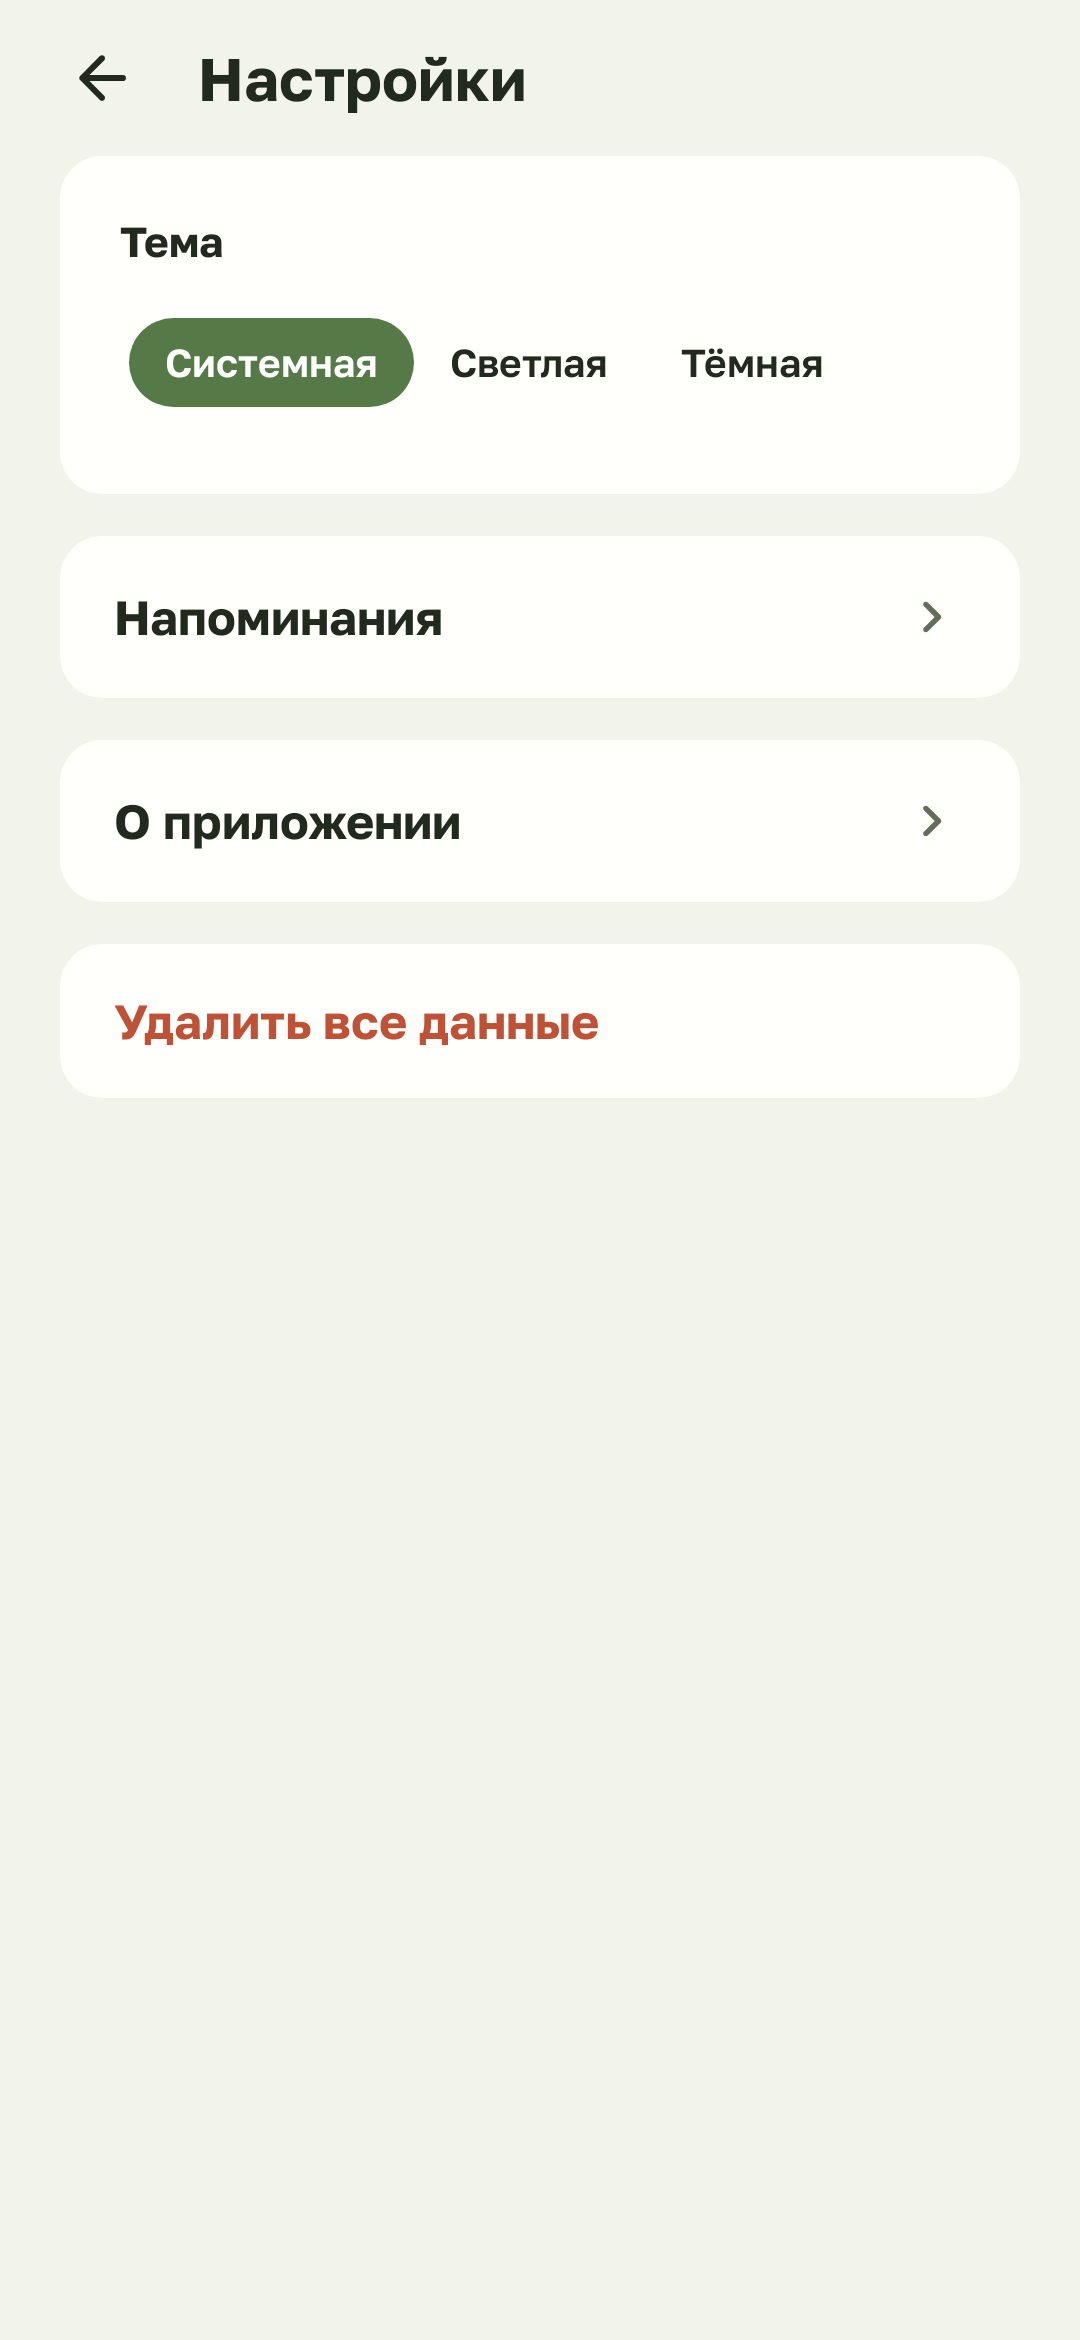 Настройки
Тема
Системная Светлая Тёмная
Напоминания
О приложении
Удалить все данные